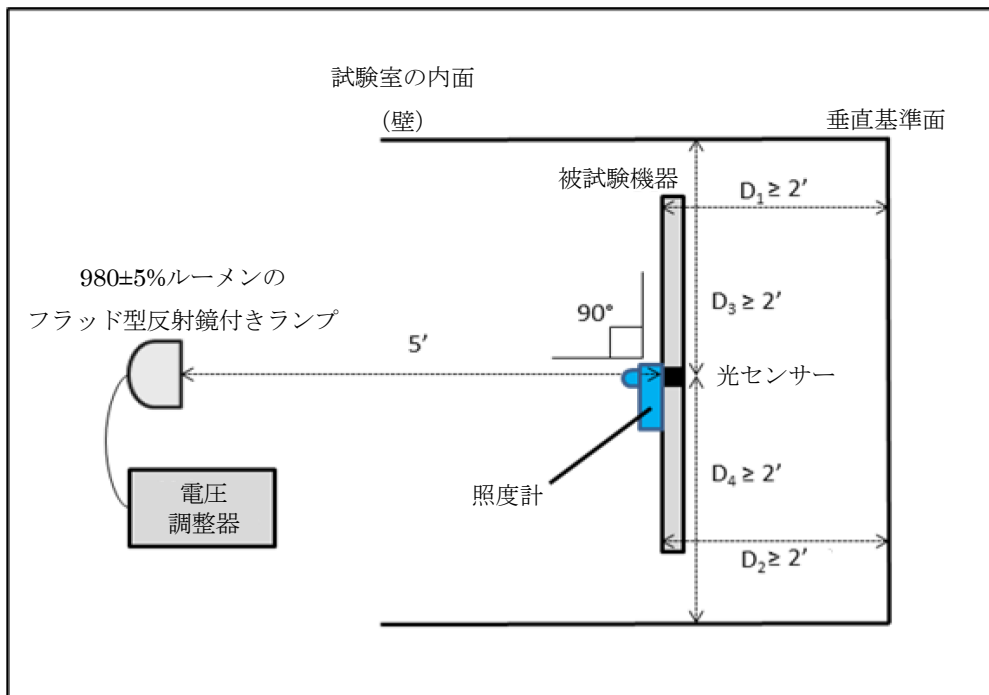 試験室の内面
(壁)
垂直基準面
被試験機器
D₁ ≥ 2′
980±5%ルーメンの
フラッド型反射鏡付きランプ
90°
D₃ ≥ 2′
5′
光センサー
照度計
D₄ ≥ 2′
電圧
調整器
D₂ ≥ 2′